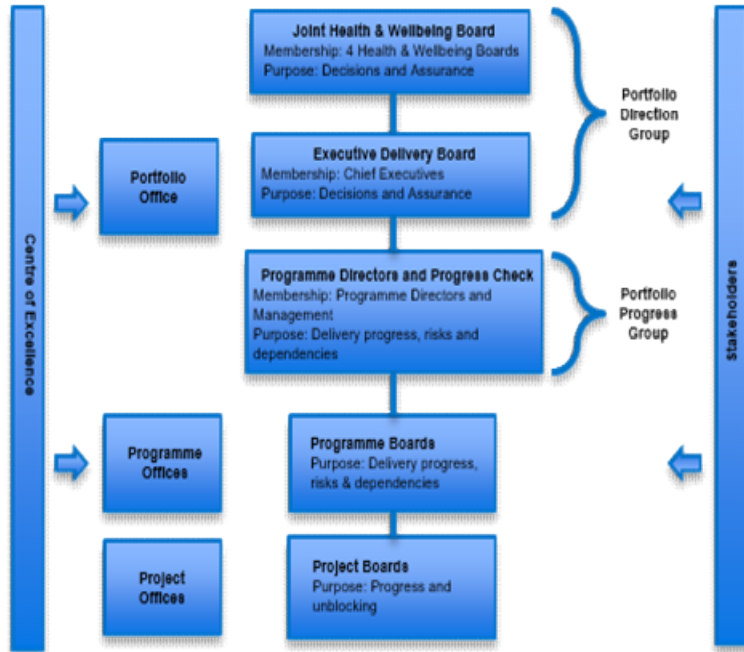 Joint Health & Wellbeing Board
Membership: 4 Health & Wellbeing Boards
Purpose: Decisions and Assurance
Portfolio
Direction
Group
Executive Delivery Board
Membership: Chief Executives
Purpose: Decisions and Assurance
Portfolio
Office
Centre of Excellence
Stakeholders
Programme Directors and Progress Check
Membership: Programme Directors and
Management
Purpose: Delivery progress, risks and
dependencies
Portfolio
Progress
Group
Programme
Offices
Programme Boards
Purpose: Delivery progress,
risks & dependencies
Project
Offices
Project Boards
Purpose: Progress and
unblocking